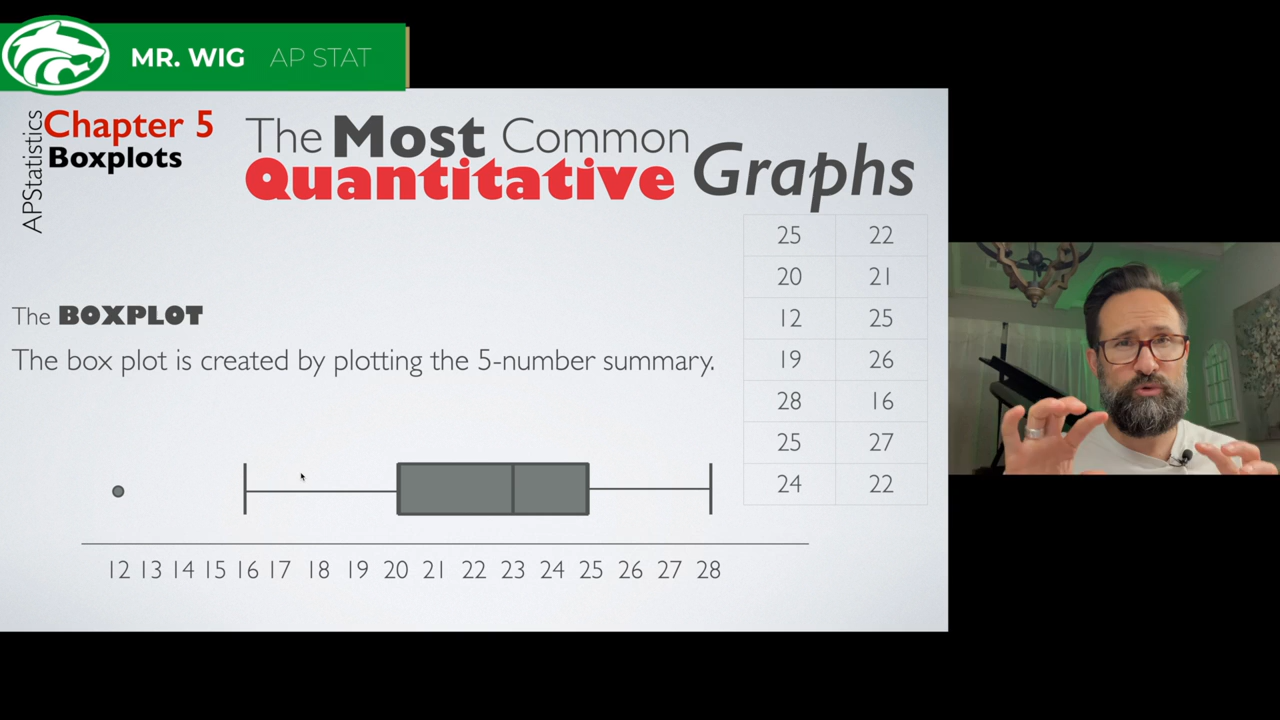 MR. WIG AP STAT
APStatistics
Chapter 5
Boxplots
The Most Common
Quantitative Graphs
25 22
20 21
12 25
19 26
28 16
25 27
24 22
The BOXPLOT
The box plot is created by plotting the 5-number summary.
12 13 14 15 16 17 18 19 20 21 22 23 24 25 26 27 28